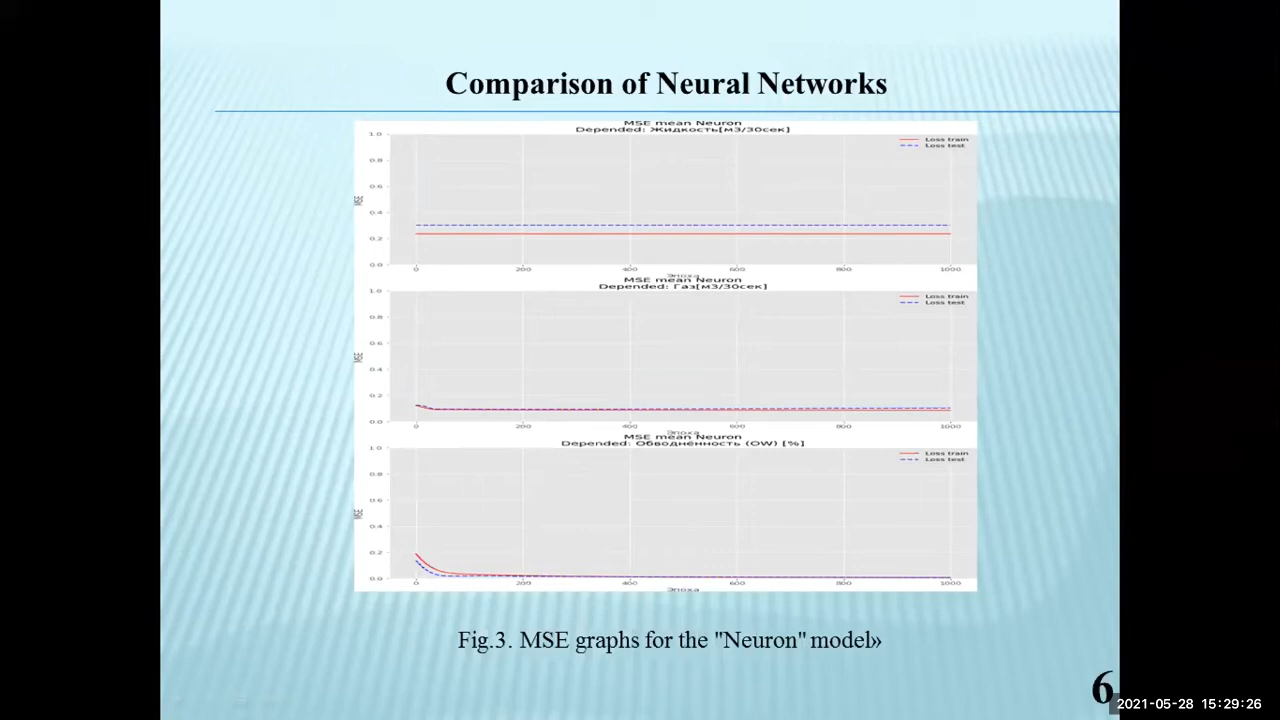 Comparison of Neural Networks
MSE mean Neuron
Depended: Жидкость[м3/30сек]
1.0
0.8
0.6
0.4
0.2
0.0
MSE
Loss train
Loss test
0 200 400 600 800 1000
Эпоха
MSE mean Neuron
Depended: Газ[м3/30сек]
1.0
0.8
0.6
0.4
0.2
0.0
MSE
Loss train
Loss test
0 200 400 600 800 1000
Эпоха
MSE mean Neuron
Depended: Обводнённость (OW) [%]
1.0
0.8
0.6
0.4
0.2
0.0
MSE
Loss train
Loss test
0 200 400 600 800 1000
Эпоха
Fig.3. MSE graphs for the "Neuron" model»
6
2021-05-28 15:29:26